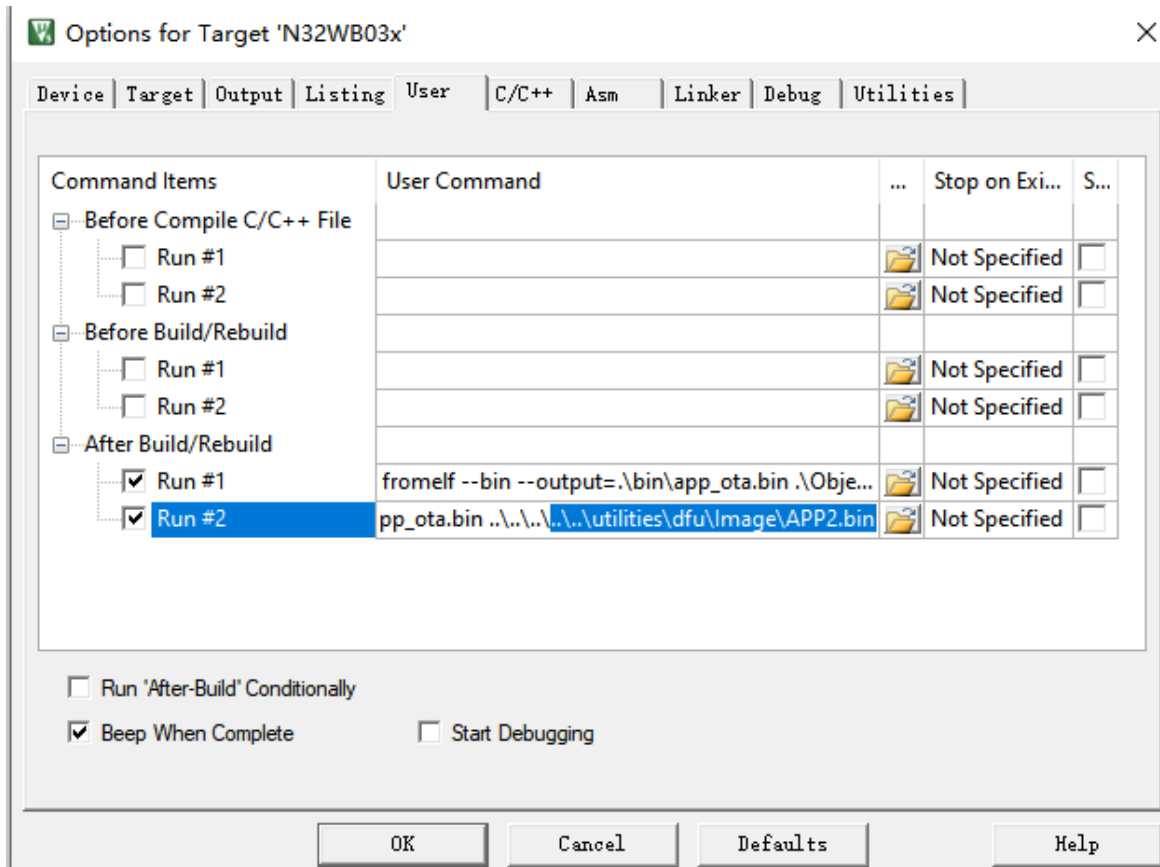 Options for Target 'N32WB03x'
Device Target Output Listing User C/C++ Asm Linker Debug Utilities
Command Items User Command ... Stop on Exi... S...
Before Compile C/C++ File
Run #1 Not Specified
Run #2 Not Specified
Before Build/Rebuild
Run #1 Not Specified
Run #2 Not Specified
After Build/Rebuild
Run #1 fromelf --bin --output=.\bin\app_ota.bin .\Obje... Not Specified
Run #2 pp_ota.bin ..\..\..\..\..\utilities\dfu\Image\APP2.bin Not Specified
Run 'After-Build' Conditionally
Beep When Complete Start Debugging
OK Cancel Defaults Help